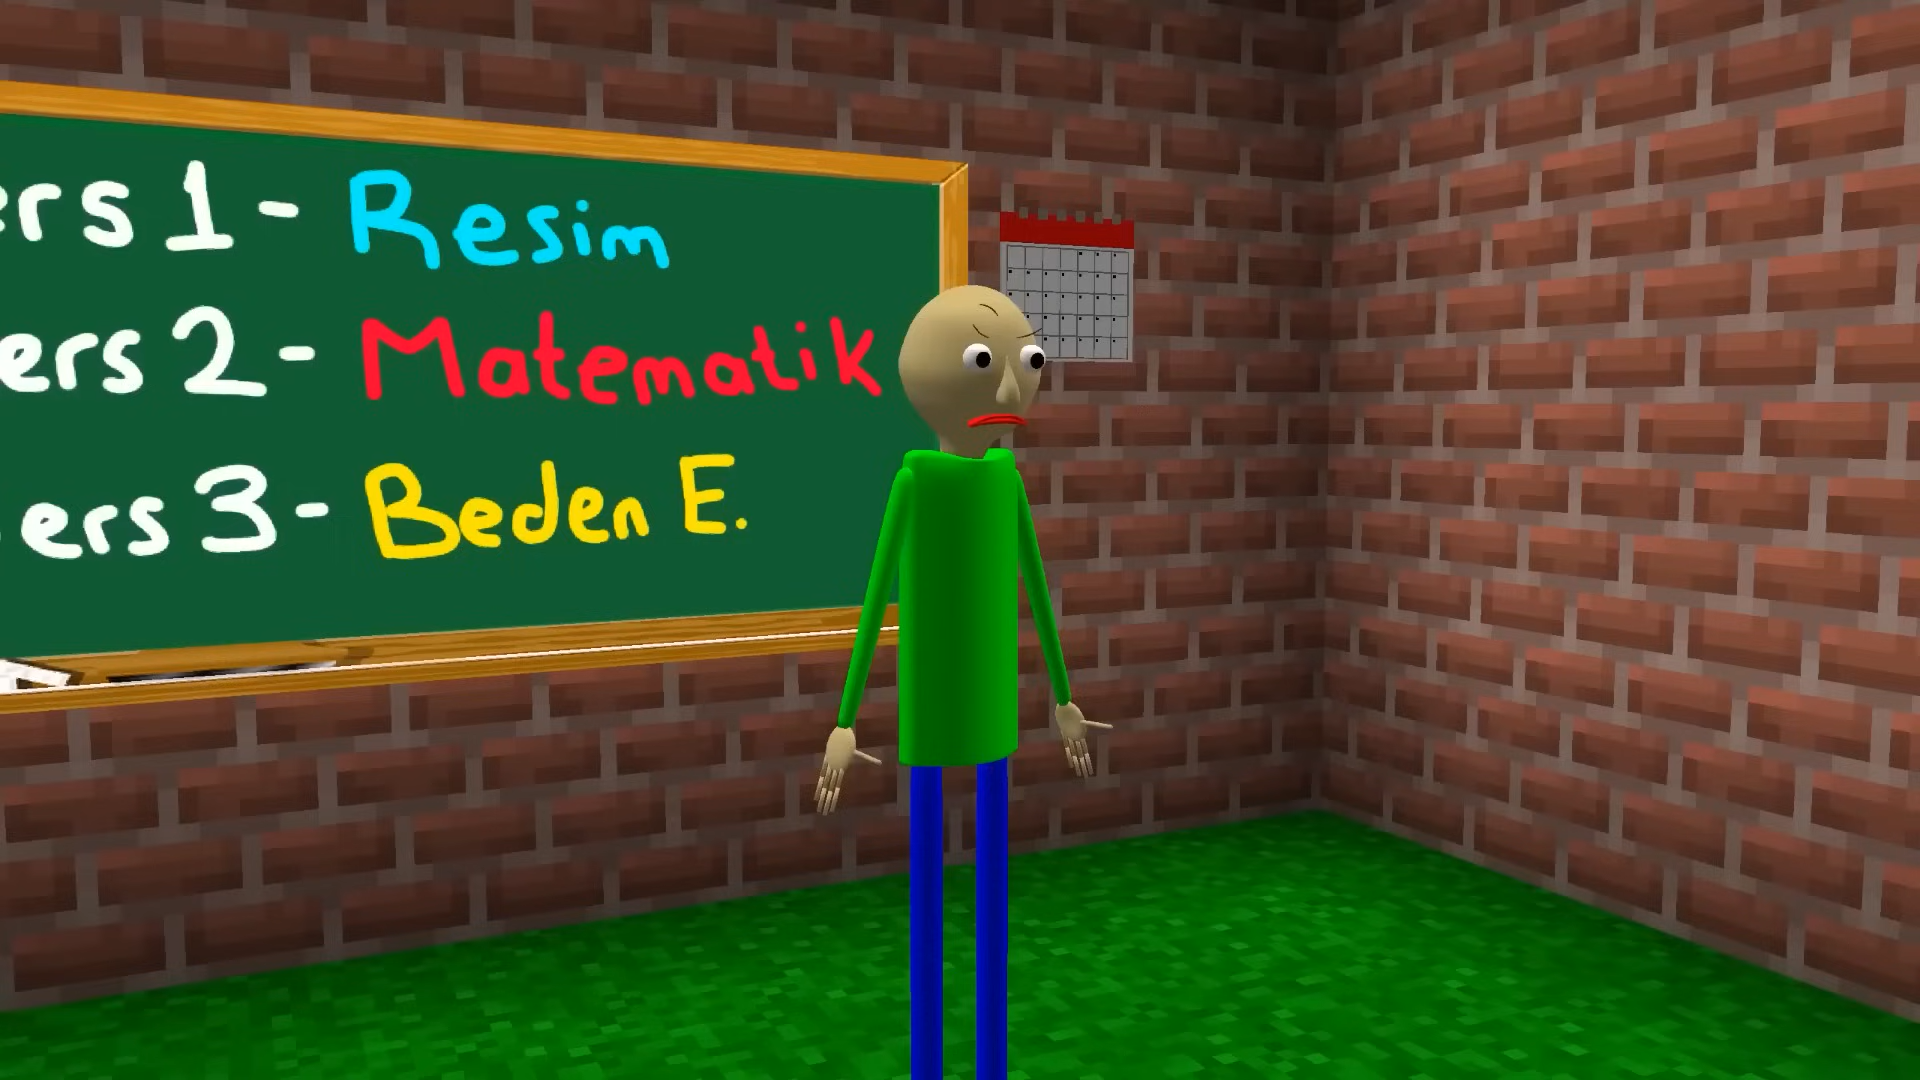 ers 1 - Resim
ers 2 - Matematik
ers 3 - Beden E.